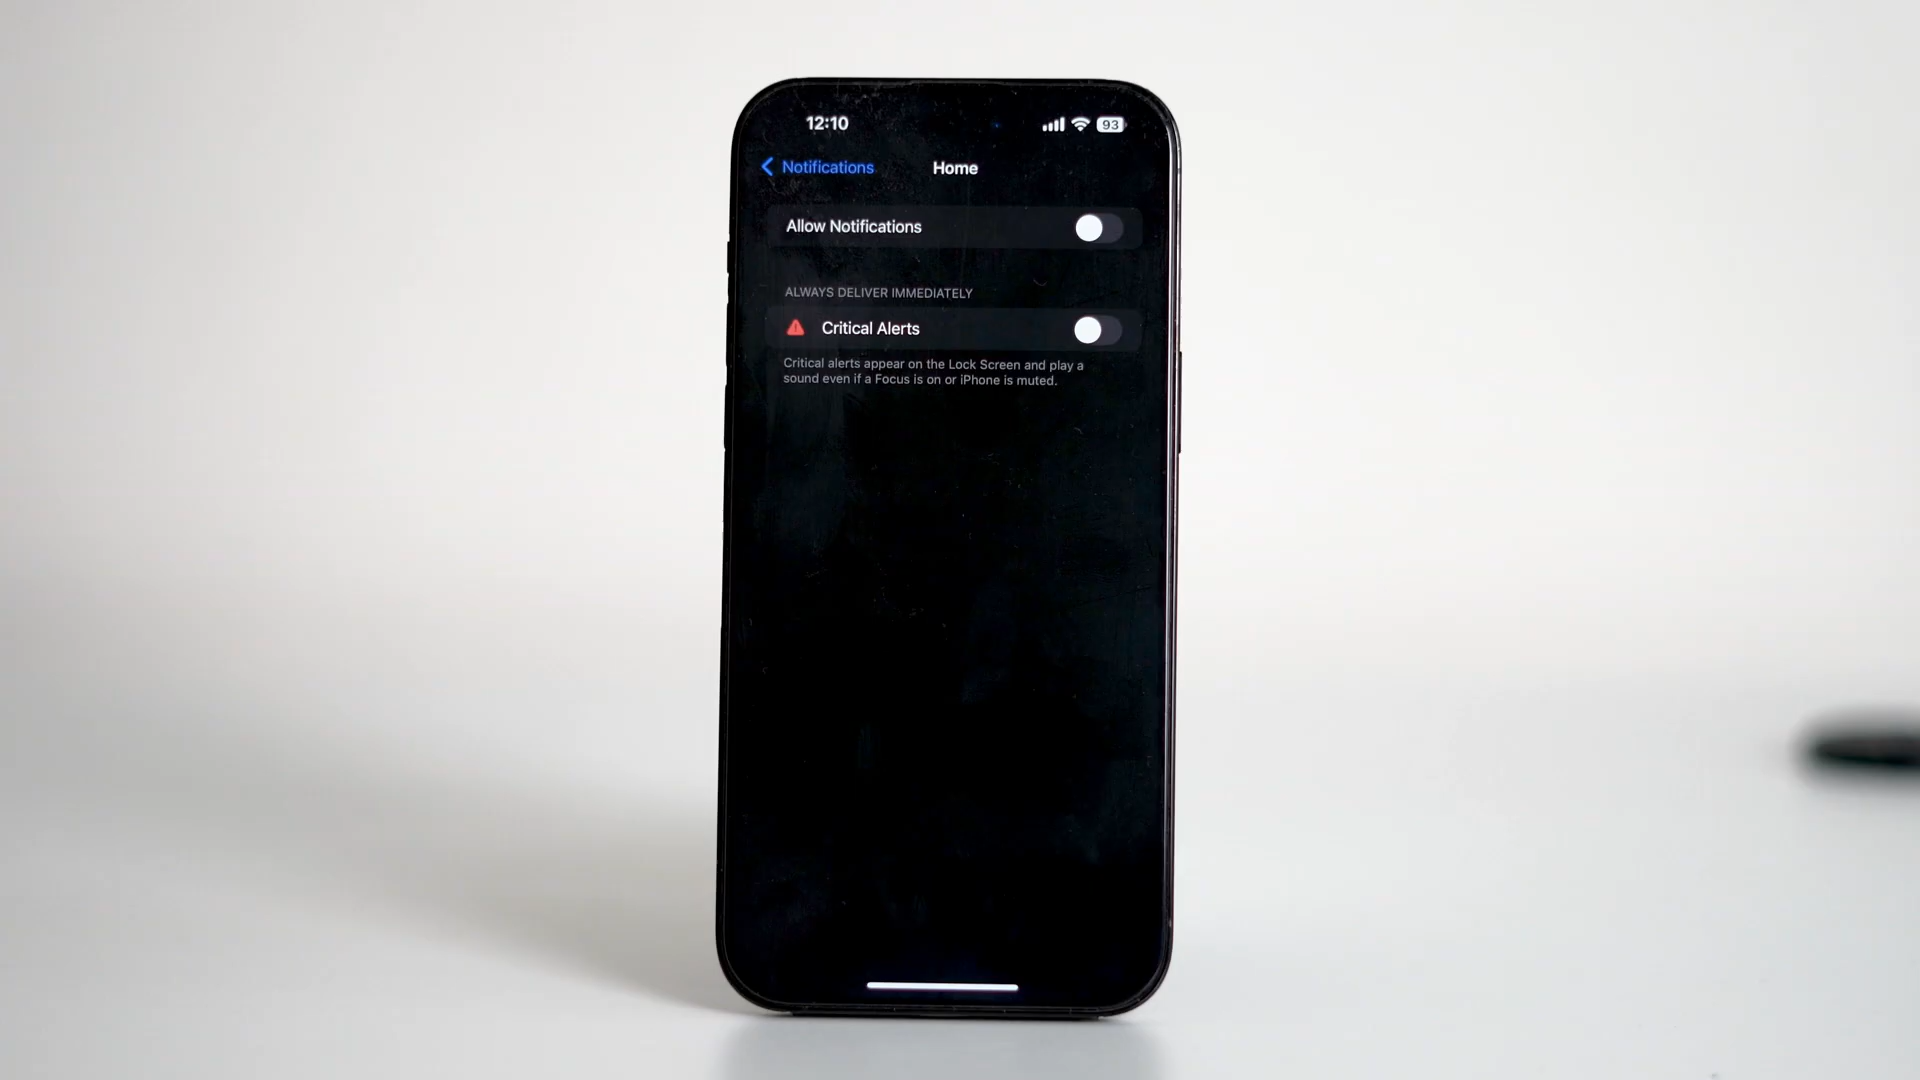 12:10
93
Notifications
Home
Allow Notifications
ALWAYS DELIVER IMMEDIATELY
Critical Alerts
Critical alerts appear on the Lock Screen and play a
sound even if a Focus is on or iPhone is muted.